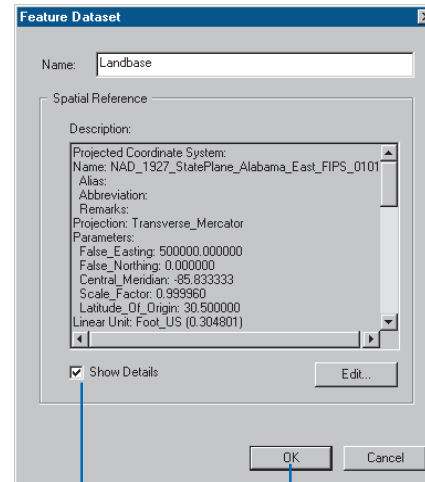 Feature Dataset
Name: Landbase
Spatial Reference
Description:
Projected Coordinate System:
Name: NAD_1927_StatePlane_Alabama_East_FIPS_0101
Alias:
Abbreviation:
Remarks:
Projection: Transverse_Mercator
Parameters:
False_Easting: 500000.000000
False_Northing: 0.000000
Central_Meridian: -85.833333
Scale_Factor: 0.999960
Latitude_Of_Origin: 30.500000
Linear Unit: Foot_US (0.304801)
Show Details
Edit...
OK Cancel